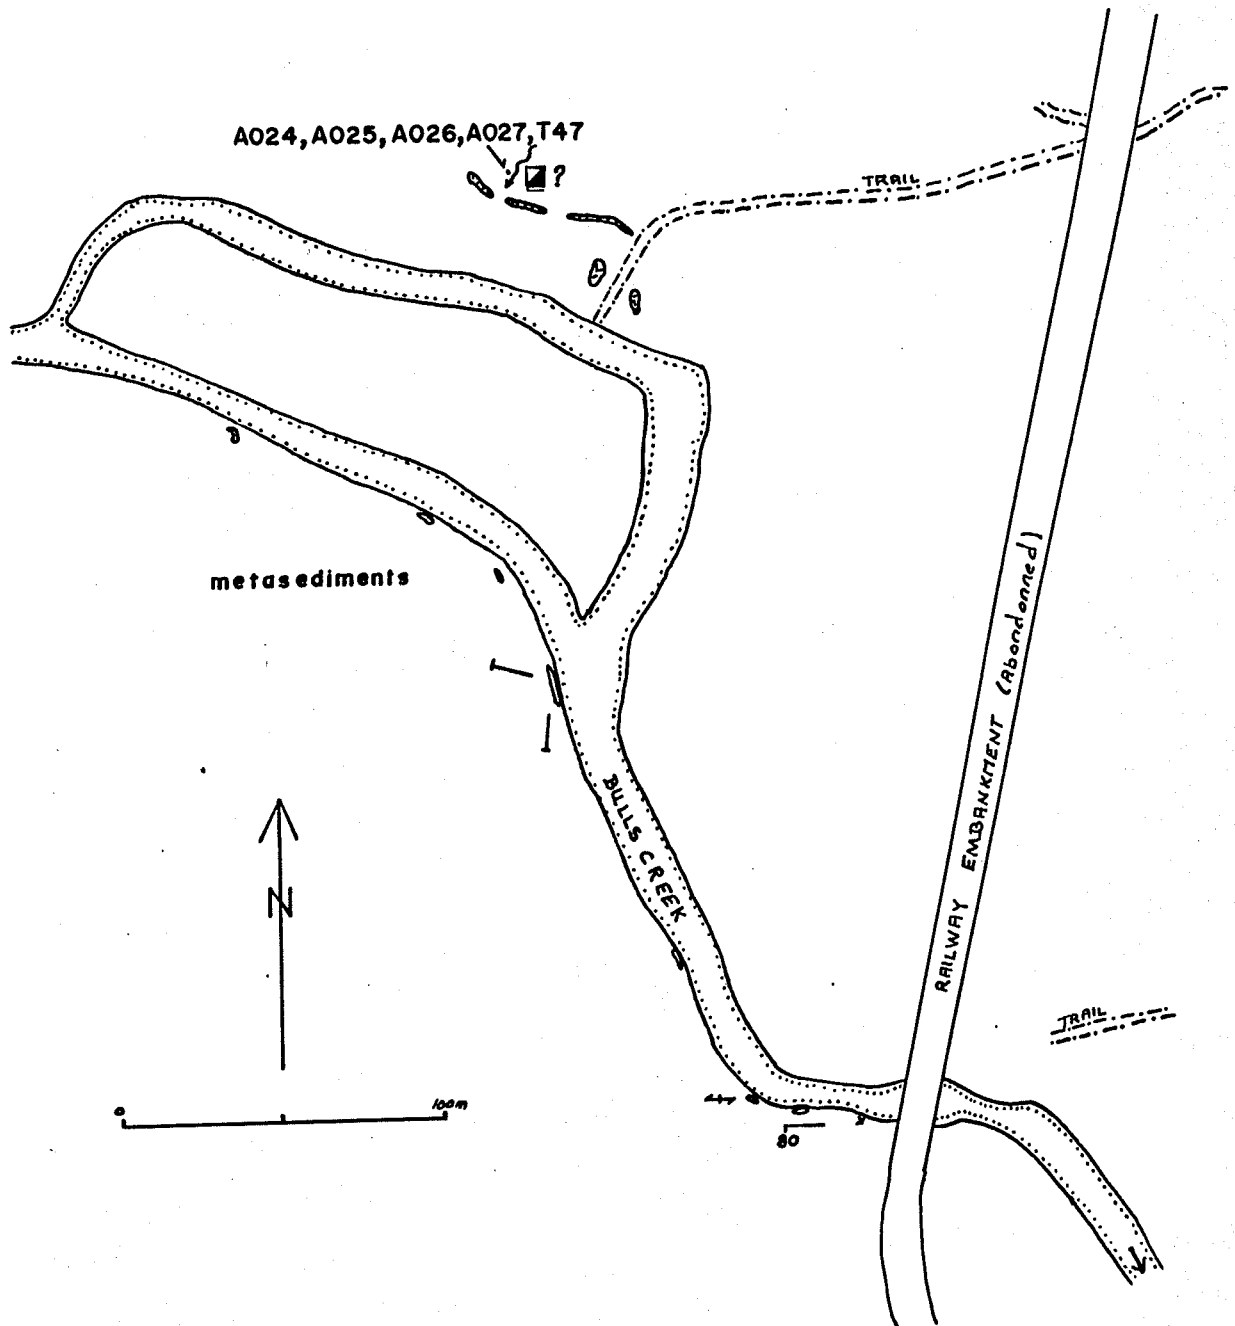 A024, A025, A026, A027, T47
?
TRAIL
metasediments
RAILWAY EMBANKMENT (Abandonned)
BULLS CREEK
N
TRAIL
0 100m
80